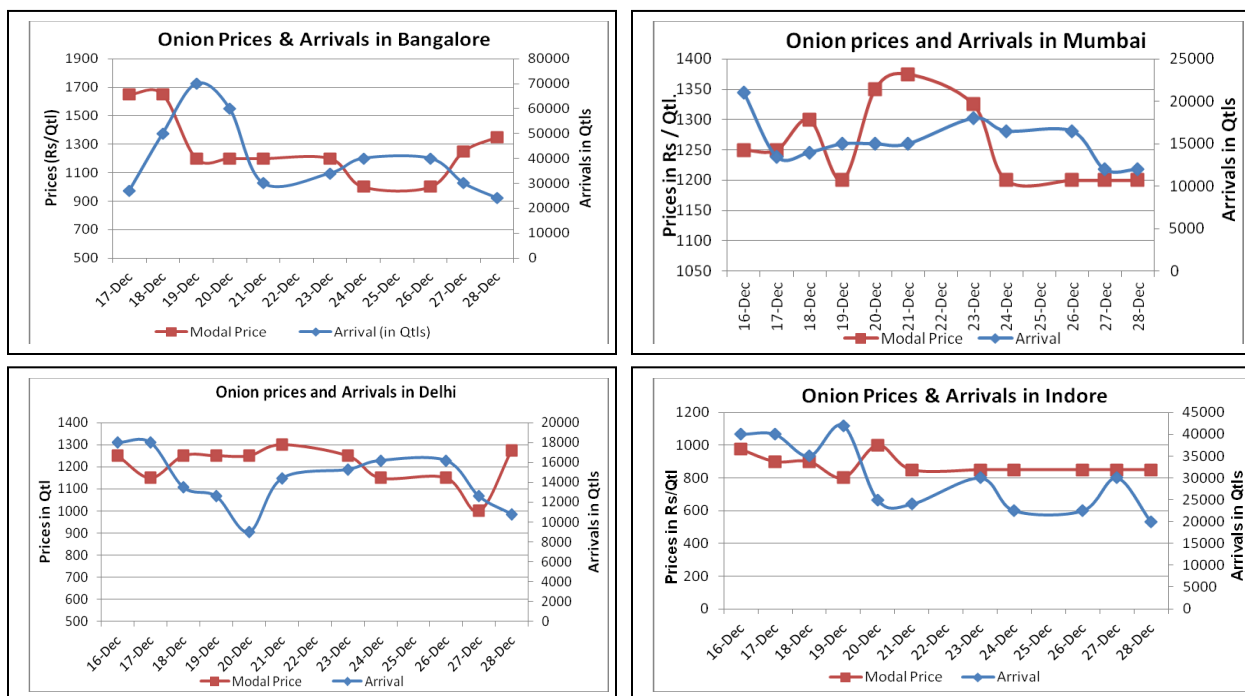 Onion Prices & Arrivals in Bangalore
Prices (Rs/Qtl)
1900
1700
1500
1300
1100
900
700
500
80000
70000
60000
50000
40000
30000
20000
10000
0
Arrivals in Qtls
17-Dec
18-Dec
19-Dec
20-Dec
21-Dec
22-Dec
23-Dec
24-Dec
25-Dec
26-Dec
27-Dec
28-Dec
Modal Price
Arrival (in Qtls)
Onion prices and Arrivals in Mumbai
Prices in Rs / Qtl.
1400
1350
1300
1250
1200
1150
1100
1050
25000
20000
15000
10000
5000
0
Arrivals in Qtls
16-Dec
17-Dec
18-Dec
19-Dec
20-Dec
21-Dec
22-Dec
23-Dec
24-Dec
25-Dec
26-Dec
27-Dec
28-Dec
Modal Price
Arrival
Onion prices and Arrivals in Delhi
Prices in Qtl
1400
1300
1200
1100
1000
900
800
700
600
500
20000
18000
16000
14000
12000
10000
8000
6000
4000
2000
0
Arrivals in Qtls
16-Dec
17-Dec
18-Dec
19-Dec
20-Dec
21-Dec
22-Dec
23-Dec
24-Dec
25-Dec
26-Dec
27-Dec
28-Dec
Modal Price
Arrival
Onion Prices & Arrivals in Indore
Prices in Rs/Qtl
1200
1000
800
600
400
200
0
45000
40000
35000
30000
25000
20000
15000
10000
5000
0
Arrivals in Qtls
16-Dec
17-Dec
18-Dec
19-Dec
20-Dec
21-Dec
22-Dec
23-Dec
24-Dec
25-Dec
26-Dec
27-Dec
28-Dec
Modal Price
Arrival